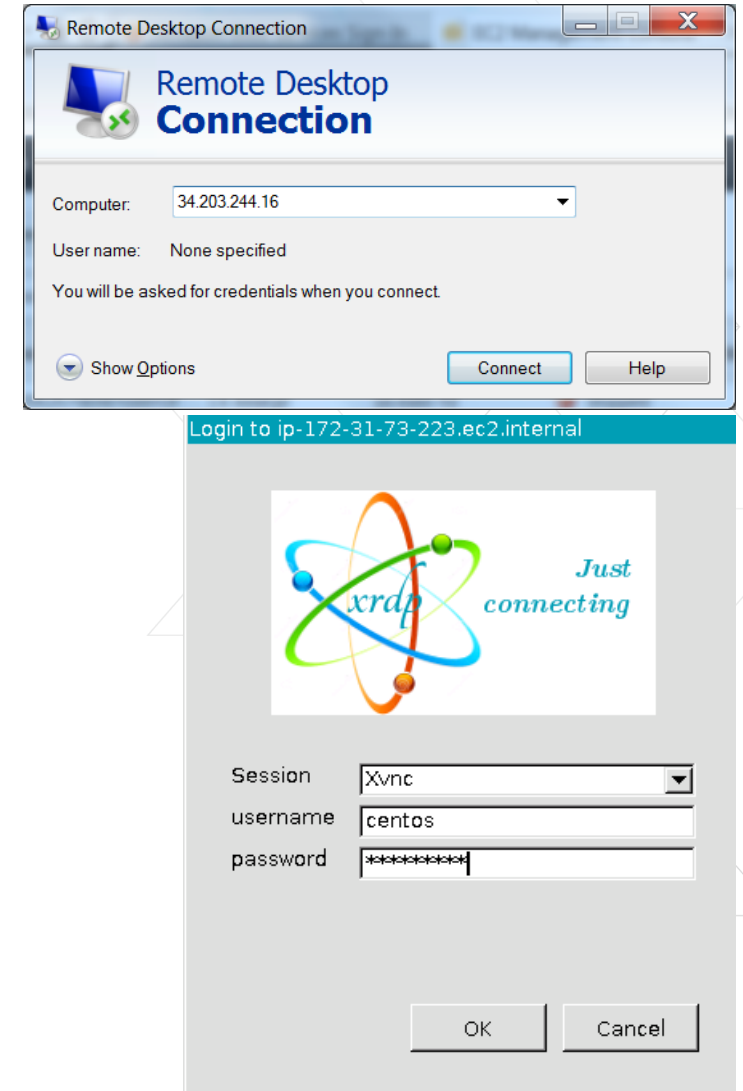 Remote Desktop Connection
Remote Desktop
Connection
Computer: 34.203.244.16
User name: None specified
You will be asked for credentials when you connect.
Show Options Connect Help
Login to ip-172-31-73-223.ec2.internal
Just
xrdp connecting
Session Xvnc
username centos
password *********
OK Cancel